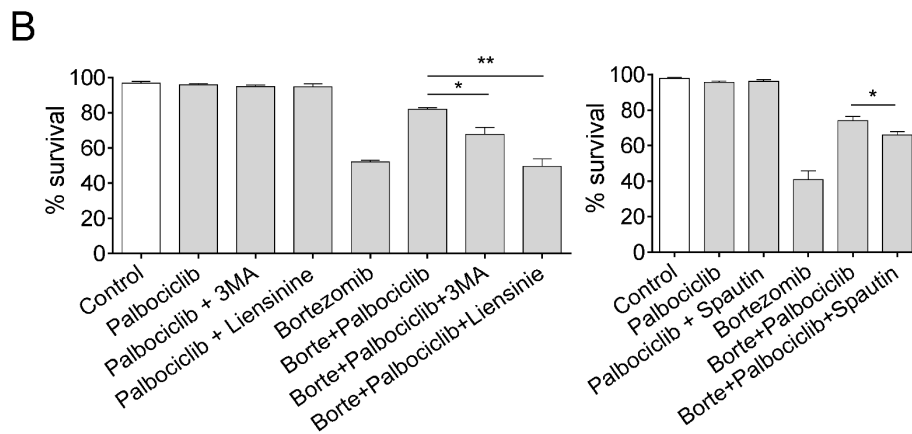 B
% survival
100
80
60
40
20
0
**
*
Control
Palbociclib
Palbociclib + 3MA
Palbociclib + Liensinine
Bortezomib
Borte+Palbociclib
Borte+Palbociclib+3MA
Borte+Palbociclib+Liensinie
% survival
100
80
60
40
20
0
*
Control
Palbociclib
Palbociclib + Spautin
Bortezomib
Borte+Palbociclib
Borte+Palbociclib+Spautin